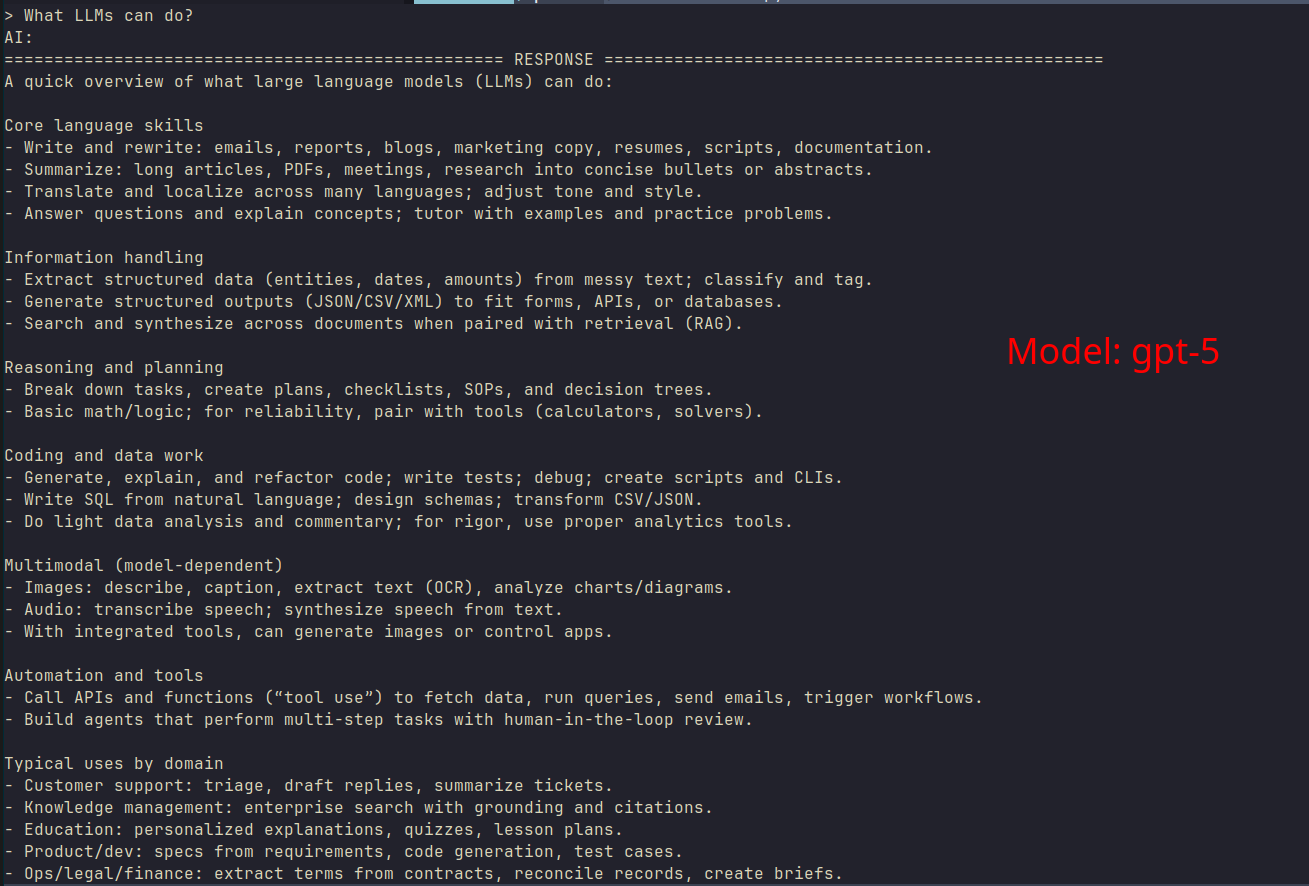 > What LLMs can do?
AI:
================================================== RESPONSE ==================================================
A quick overview of what large language models (LLMs) can do:
Core language skills
- Write and rewrite: emails, reports, blogs, marketing copy, resumes, scripts, documentation.
- Summarize: long articles, PDFs, meetings, research into concise bullets or abstracts.
- Translate and localize across many languages; adjust tone and style.
- Answer questions and explain concepts; tutor with examples and practice problems.
Information handling
- Extract structured data (entities, dates, amounts) from messy text; classify and tag.
- Generate structured outputs (JSON/CSV/XML) to fit forms, APIs, or databases.
- Search and synthesize across documents when paired with retrieval (RAG).
Model: gpt-5
Reasoning and planning
- Break down tasks, create plans, checklists, SOPs, and decision trees.
- Basic math/logic; for reliability, pair with tools (calculators, solvers).
Coding and data work
- Generate, explain, and refactor code; write tests; debug; create scripts and CLIs.
- Write SQL from natural language; design schemas; transform CSV/JSON.
- Do light data analysis and commentary; for rigor, use proper analytics tools.
Multimodal (model-dependent)
- Images: describe, caption, extract text (OCR), analyze charts/diagrams.
- Audio: transcribe speech; synthesize speech from text.
- With integrated tools, can generate images or control apps.
Automation and tools
- Call APIs and functions (“tool use”) to fetch data, run queries, send emails, trigger workflows.
- Build agents that perform multi-step tasks with human-in-the-loop review.
Typical uses by domain
- Customer support: triage, draft replies, summarize tickets.
- Knowledge management: enterprise search with grounding and citations.
- Education: personalized explanations, quizzes, lesson plans.
- Product/dev: specs from requirements, code generation, test cases.
- Ops/legal/finance: extract terms from contracts, reconcile records, create briefs.